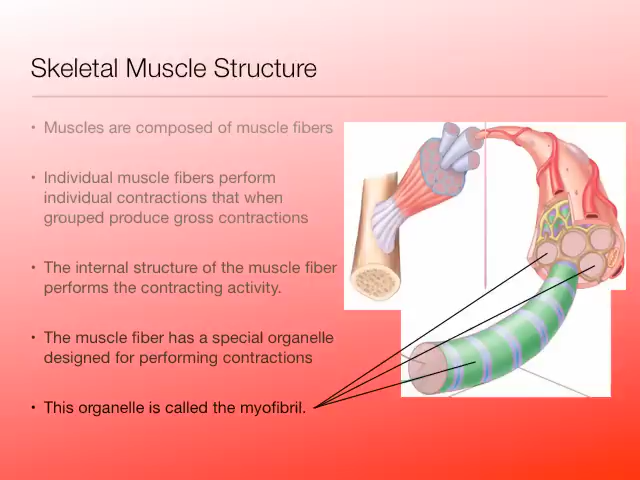 Skeletal Muscle Structure
• Muscles are composed of muscle fibers
• Individual muscle fibers perform
individual contractions that when
grouped produce gross contractions
• The internal structure of the muscle fiber
performs the contracting activity.
• The muscle fiber has a special organelle
designed for performing contractions
• This organelle is called the myofibril.